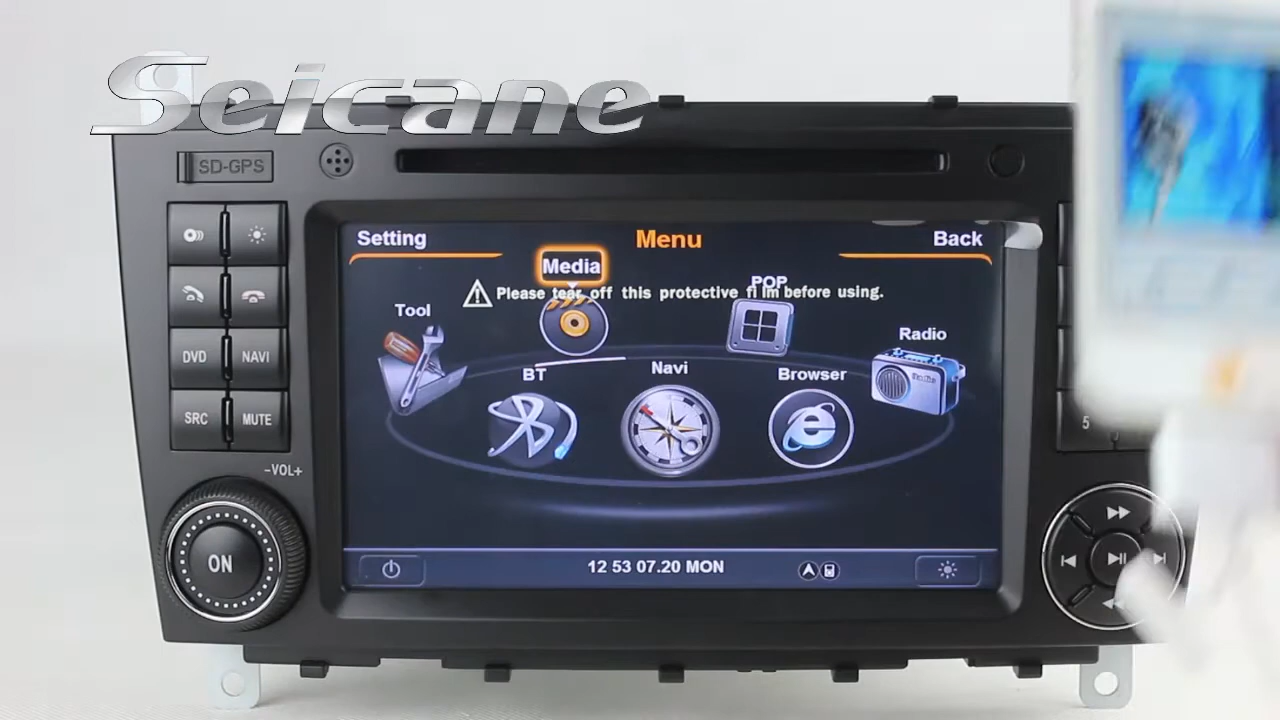 Seicane
SD-GPS
Setting
Menu
Back
Media
POP
Please tear off this protective film before using.
Tool
Radio
BT
Navi
Browser
DVD
NAVI
SRC
MUTE
5
-VOL+
ON
12 53 07.20 MON